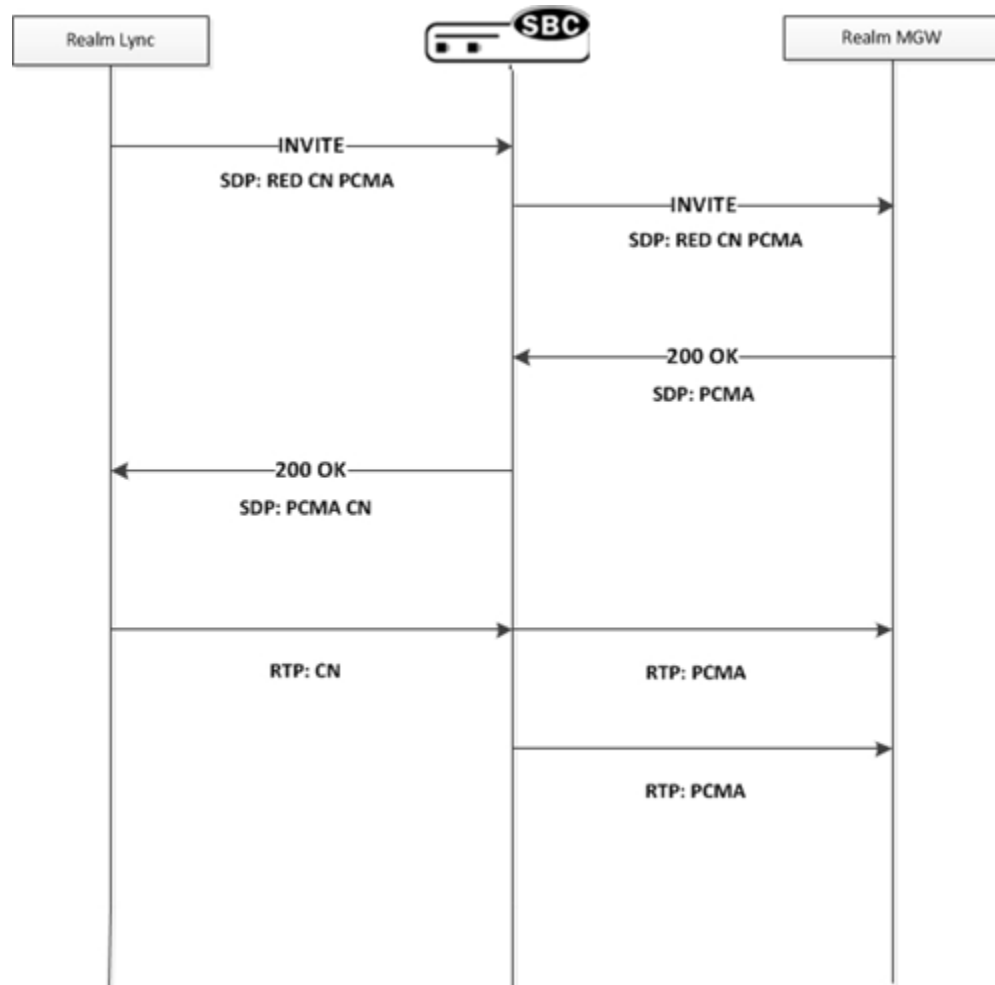 Realm Lync
SBC
Realm MGW
INVITE
SDP: RED CN PCMA
INVITE
SDP: RED CN PCMA
200 OK
SDP: PCMA
200 OK
SDP: PCMA CN
RTP: CN
RTP: PCMA
RTP: PCMA